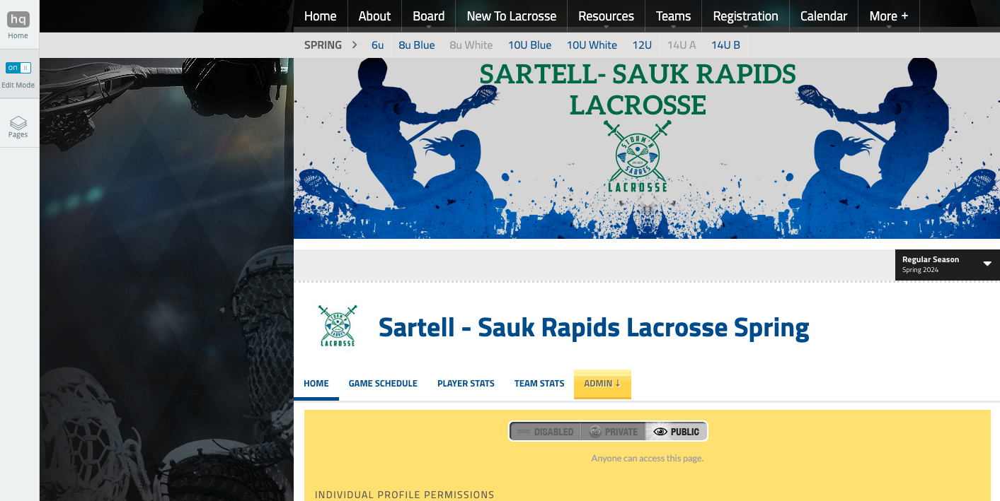 hq
Home
on
Edit Mode
Pages
Home About Board New To Lacrosse Resources Teams Registration Calendar More +
SPRING > 6u 8u Blue 8u White 10U Blue 10U White 12U 14U A 14U B
SARTELL- SAUK RAPIDS
LACROSSE
STORM'N
SABRES
LACROSSE
Regular Season
Spring 2024
STORM'N
SABRES
LACROSSE
Sartell - Sauk Rapids Lacrosse Spring
HOME GAME SCHEDULE PLAYER STATS TEAM STATS ADMIN ↓
DISABLED PRIVATE PUBLIC
Anyone can access this page.
INDIVIDUAL PROFILE PERMISSIONS